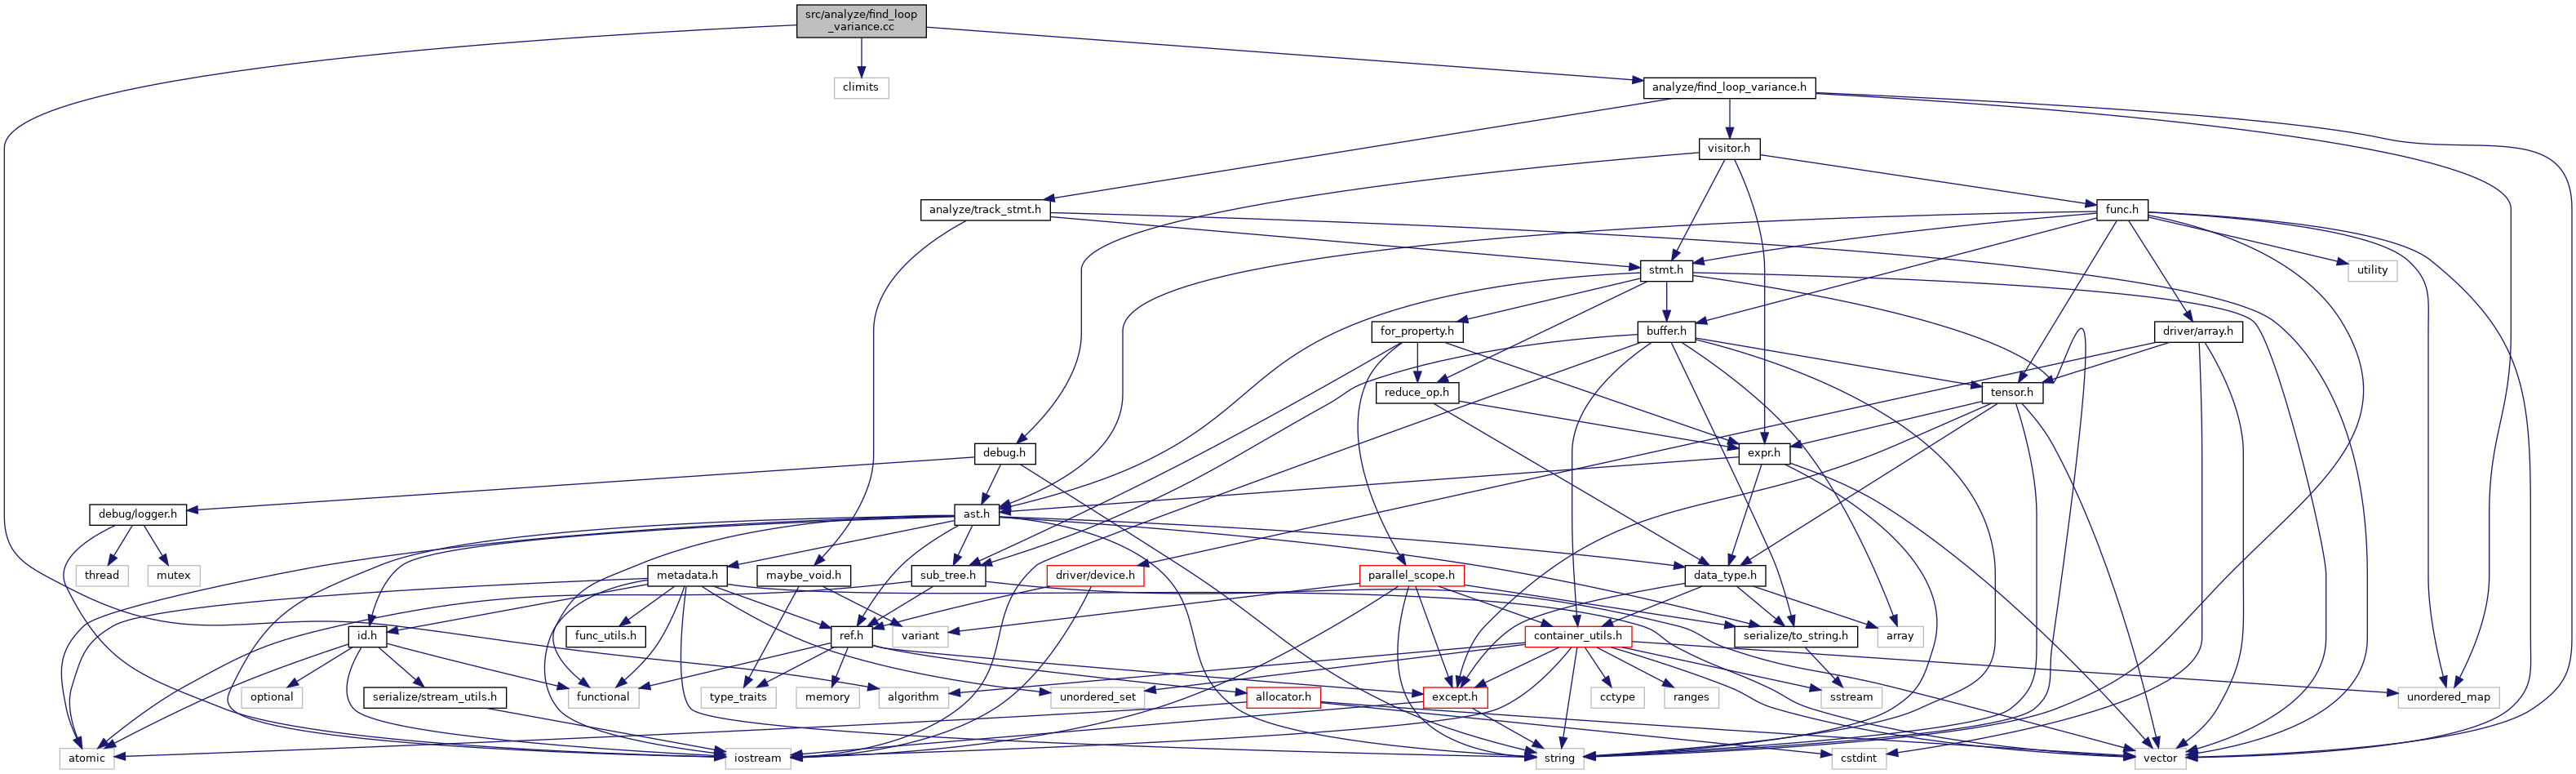 src/analyze/find_loop
_variance.cc
climits
analyze/find_loop_variance.h
visitor.h
analyze/track_stmt.h
func.h
stmt.h
utility
for_property.h
buffer.h
driver/array.h
reduce_op.h
tensor.h
debug.h
expr.h
debug/logger.h
ast.h
thread
mutex
metadata.h
maybe_void.h
sub_tree.h
driver/device.h
parallel_scope.h
data_type.h
id.h
func_utils.h
ref.h
variant
container_utils.h
serialize/to_string.h
array
optional
serialize/stream_utils.h
functional
type_traits
memory
algorithm
unordered_set
allocator.h
except.h
cctype
ranges
sstream
unordered_map
atomic
iostream
string
cstdint
vector